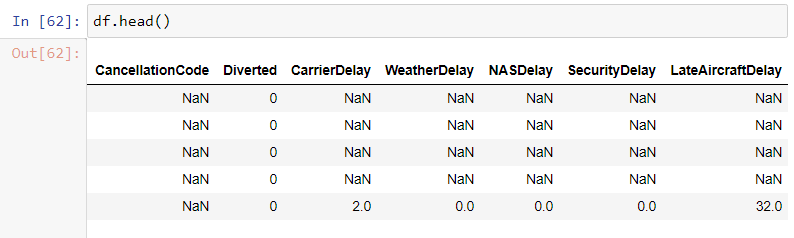 In [62]: df.head()
Out[62]:
CancellationCode Diverted CarrierDelay WeatherDelay NASDelay SecurityDelay LateAircraftDelay
NaN 0 NaN NaN NaN NaN NaN
NaN 0 NaN NaN NaN NaN NaN
NaN 0 NaN NaN NaN NaN NaN
NaN 0 NaN NaN NaN NaN NaN
NaN 0 2.0 0.0 0.0 0.0 32.0